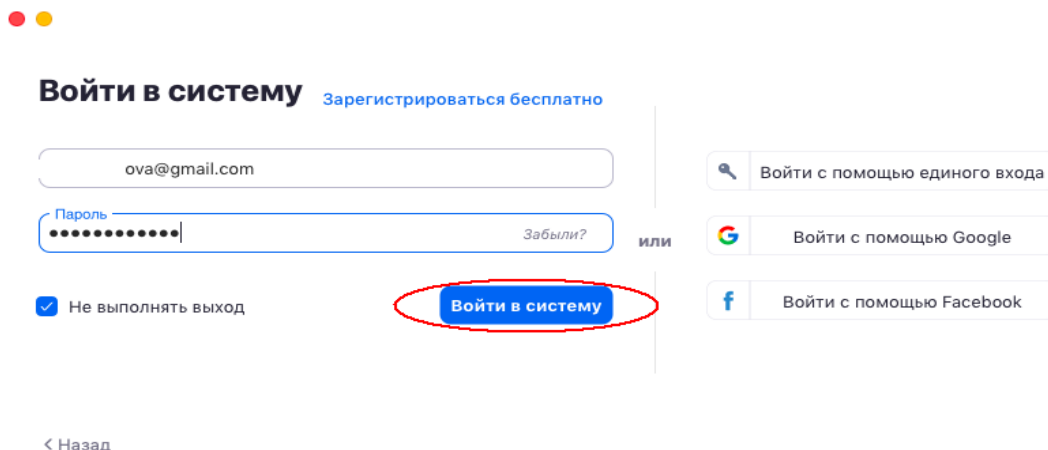 Войти в систему Зарегистрироваться бесплатно
ova@gmail.com
Пароль
●●●●●●●●●●●● Забыли?
Не выполнять выход
Войти в систему
или
Войти с помощью единого входа
Войти с помощью Google
Войти с помощью Facebook
< Назад